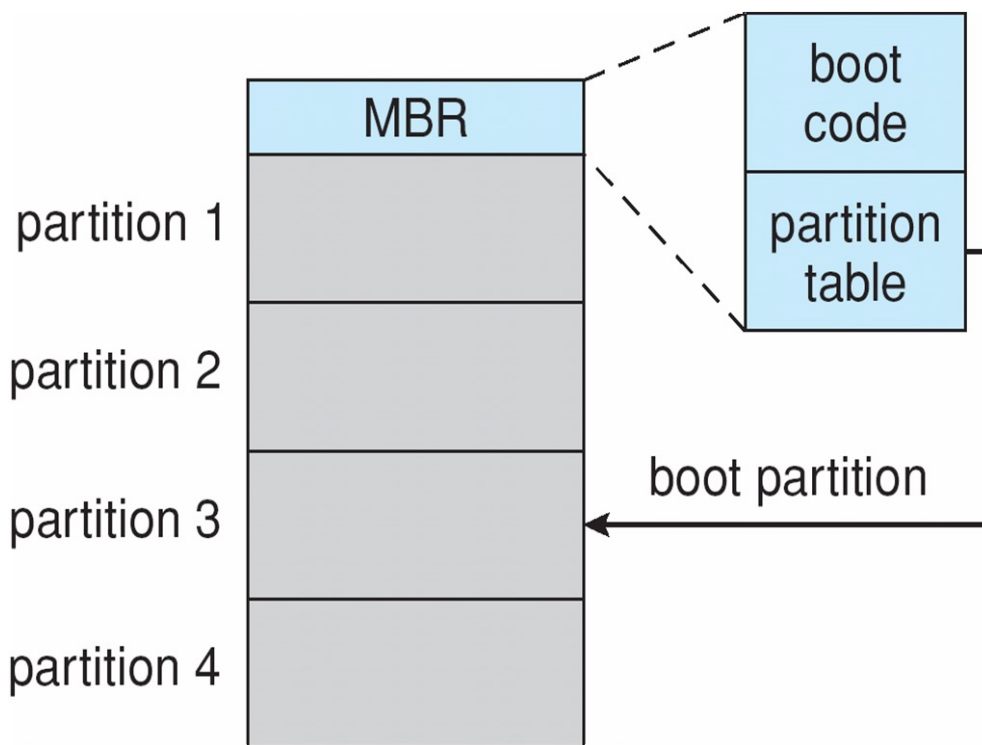 MBR
boot
code
partition
table
partition 1
partition 2
boot partition
partition 3
partition 4